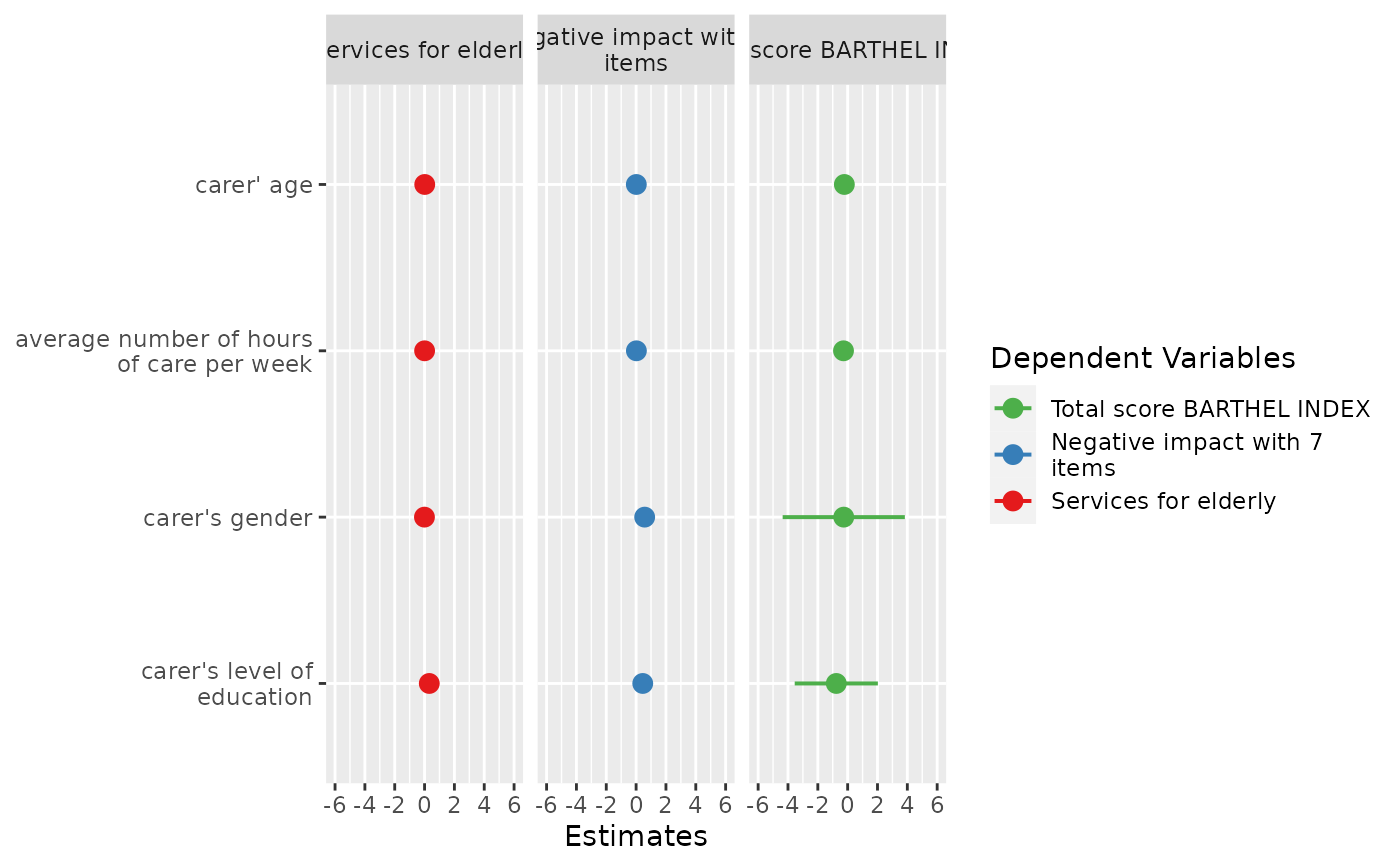 ervices for elderl
gative impact wit
items
score BARTHEL IN
carer' age
average number of hours
of care per week
carer's gender
carer's level of
education
-6 -4 -2 0 2 4 6
-6 -4 -2 0 2 4 6
-6 -4 -2 0 2 4 6
Estimates
Dependent Variables
Total score BARTHEL INDEX
Negative impact with 7
items
Services for elderly